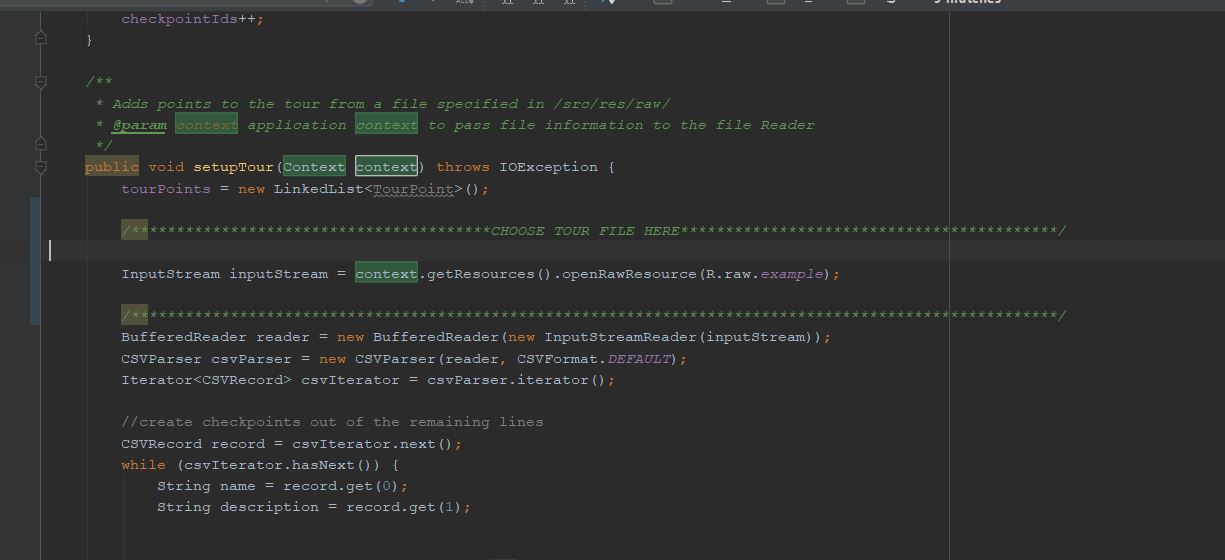 matches
checkpointIds++;
}
/**
* Adds points to the tour from a file specified in /src/res/raw/
* @param context application context to pass file information to the file Reader
*/
public void setupTour(Context context) throws IOException {
tourPoints = new LinkedList<TourPoint>();
/****************************************CHOOSE TOUR FILE HERE******************************************/
InputStream inputStream = context.getResources().openRawResource(R.raw.example);
/*******************************************************************************************************/
BufferedReader reader = new BufferedReader(new InputStreamReader(inputStream));
CSVParser csvParser = new CSVParser(reader, CSVFormat.DEFAULT);
Iterator<CSVRecord> csvIterator = csvParser.iterator();
//create checkpoints out of the remaining lines
CSVRecord record = csvIterator.next();
while (csvIterator.hasNext()) {
String name = record.get(0);
String description = record.get(1);